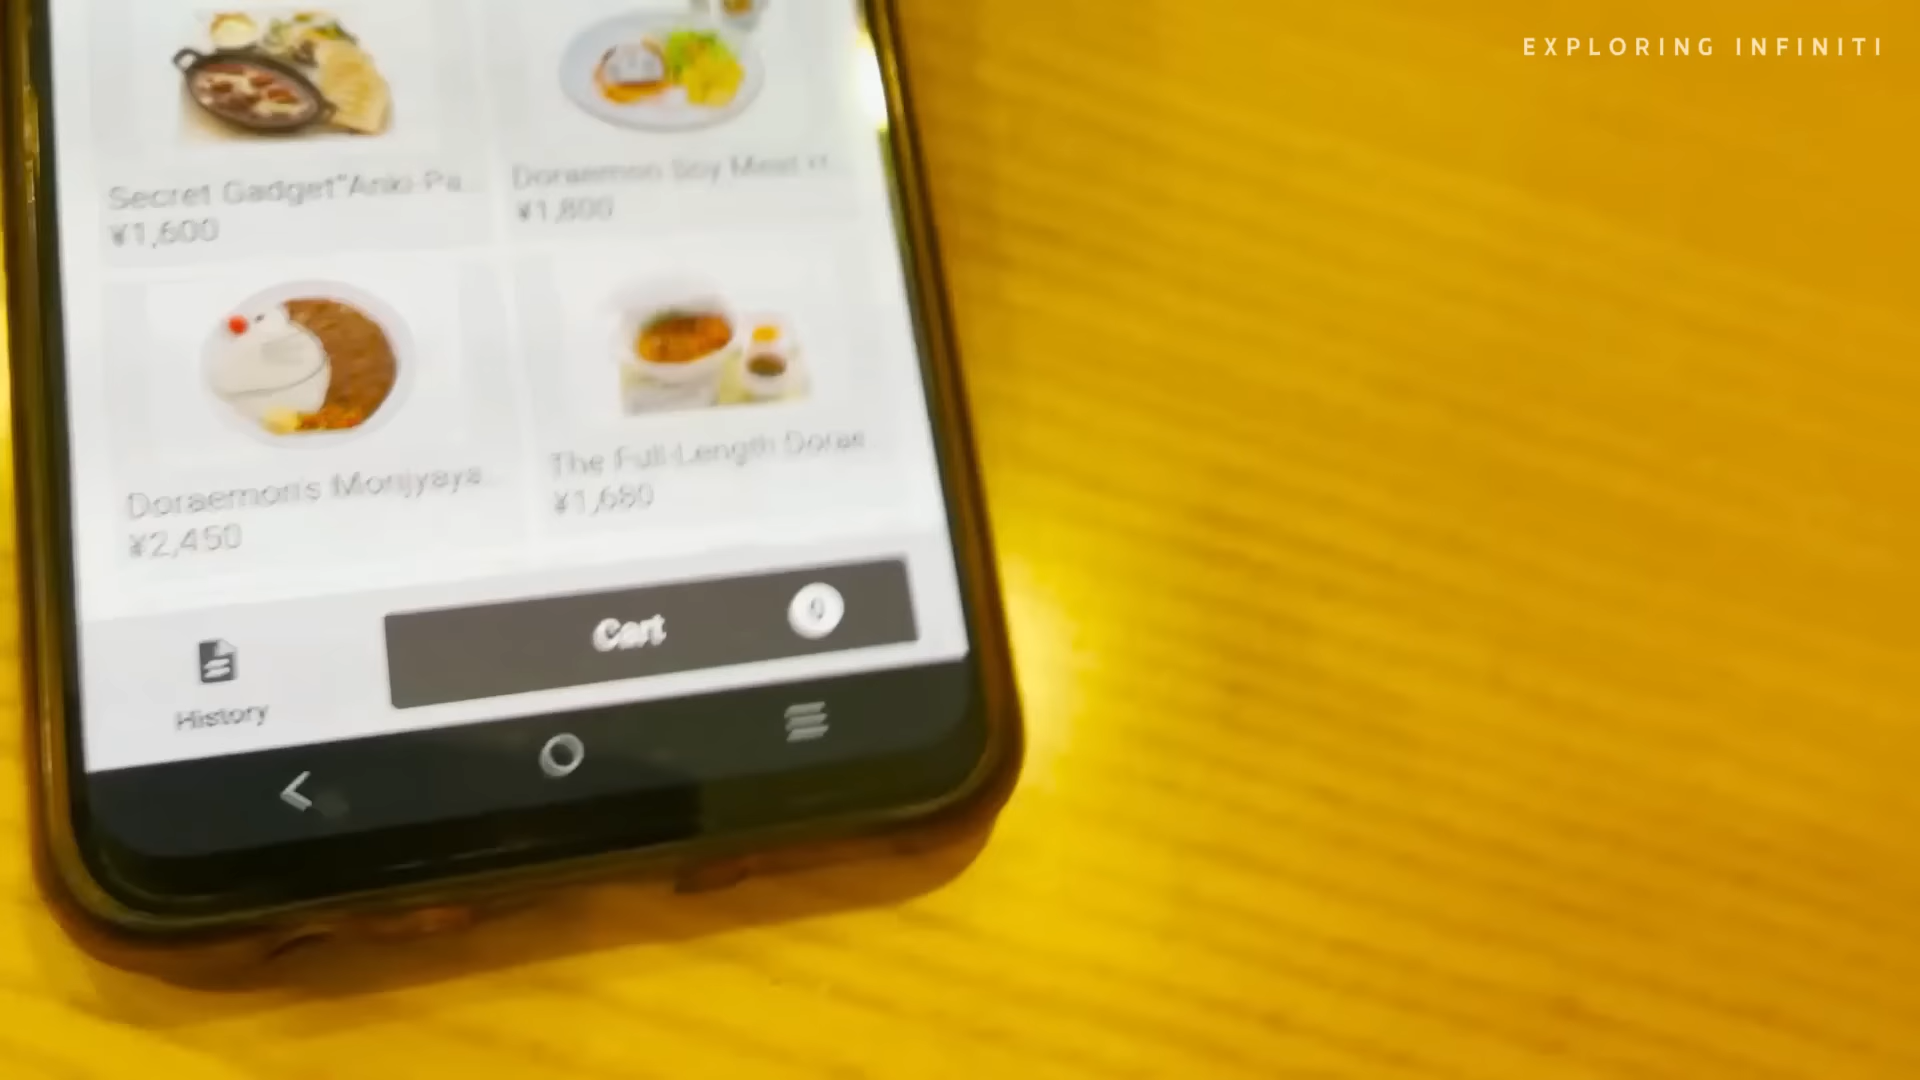 EXPLORING INFINITI
Secret Gadget"Anki-Pa...
¥1,600
Doraemon Soy Meat H...
¥1,800
Doraemon's Monjyaya...
¥2,450
The Full-Length Dorae
¥1,680
History
Cart
0